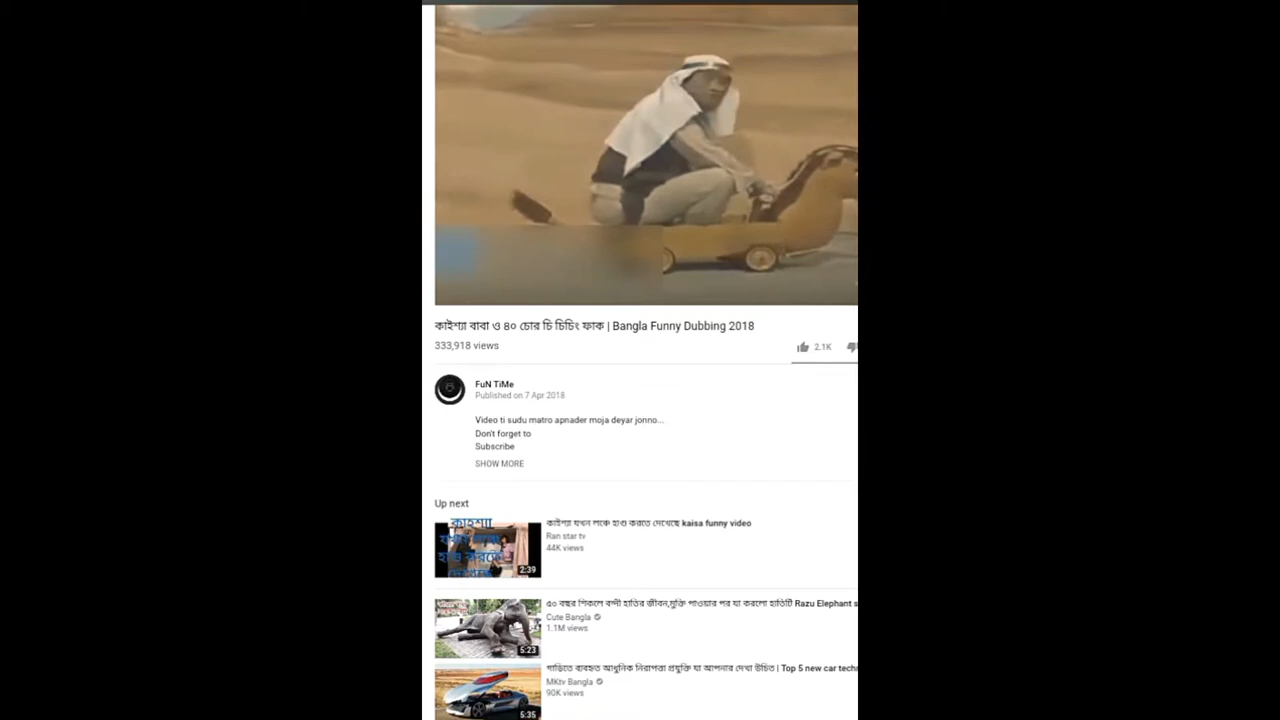 কাইশ্যা বাবা ও ৪০ চোর চি চিচিং ফাক | Bangla Funny Dubbing 2018
333,918 views
2.1K
FuN TiMe
Published on 7 Apr 2018
Video ti sudu matro apnader moja deyar jonno...
Don't forget to
Subscribe
SHOW MORE
Up next
কাইশ্যা যখন লঞ্চে হাগু করতে দেখেছে kaisa funny video
Ran star tv
44K views
2:39
৫০ বছর শিকলে বন্দী হাতির জীবন,মুক্তি পাওয়ার পর যা করলো হাতিটি Razu Elephant s
Cute Bangla
1.1M views
5:23
গাড়িতে ব্যবহৃত আধুনিক নিরাপত্তা প্রযুক্তি যা আপনার দেখা উচিত | Top 5 new car techn
MKtv Bangla
90K views
5:35